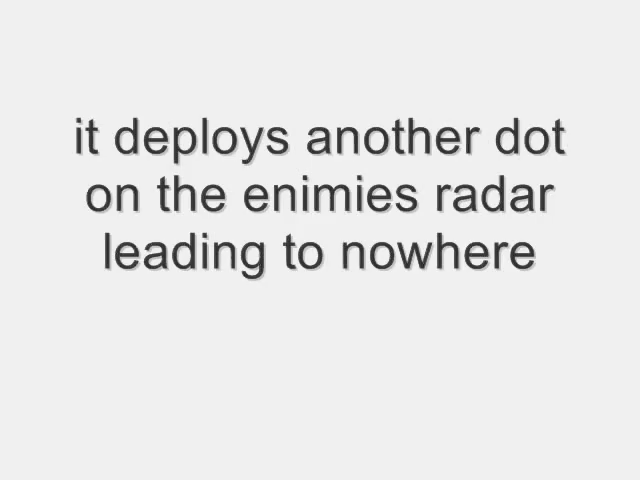 it deploys another dot
on the enimies radar
leading to nowhere